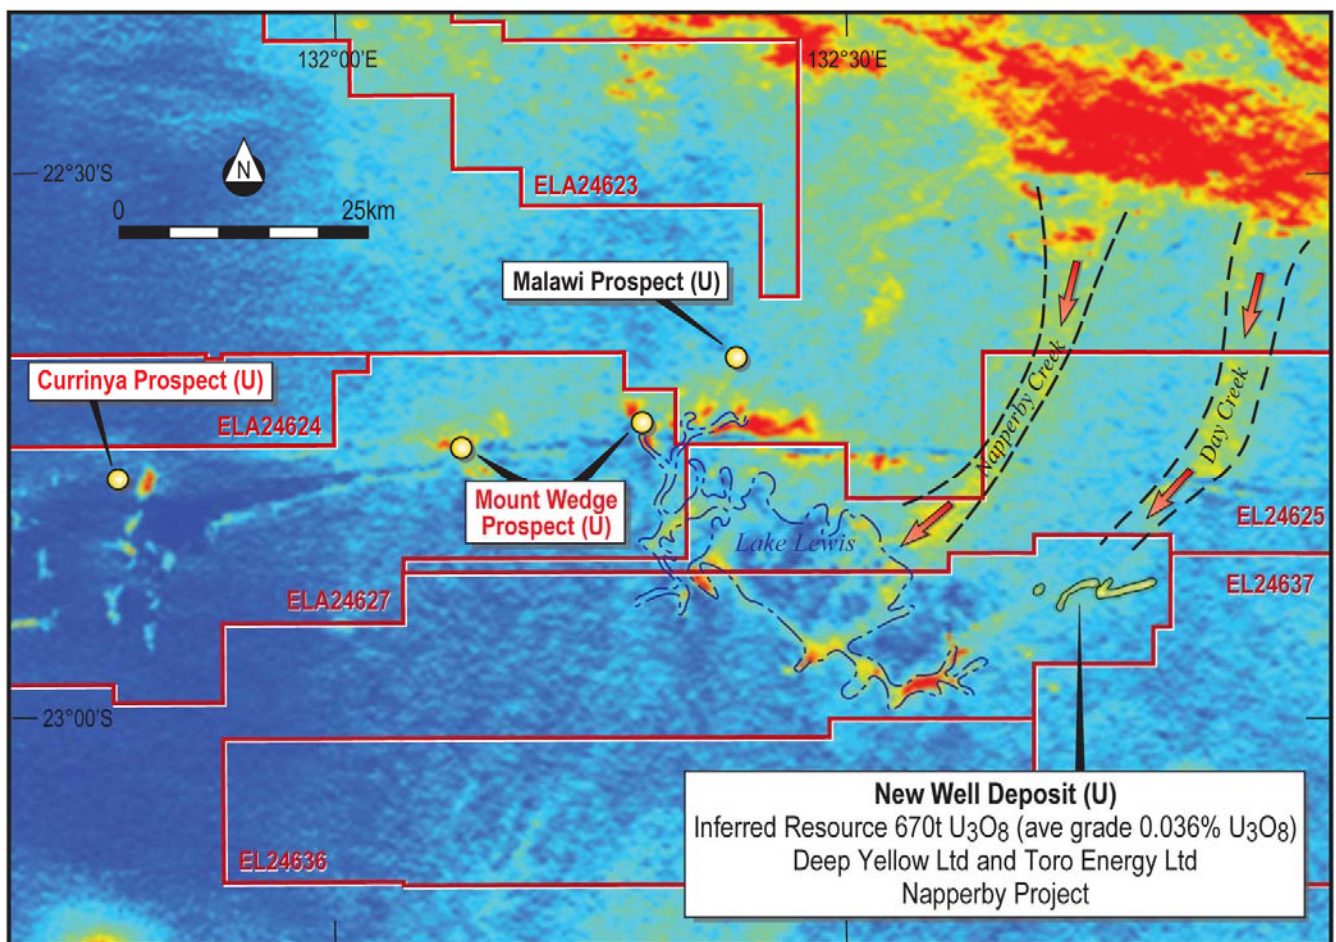 132°00'E
132°30'E
22°30'S
N
0
25km
ELA24623
Malawi Prospect (U)
Currinya Prospect (U)
ELA24624
Napperby Creek
Day Creek
Mount Wedge
Prospect (U)
Lake Lewis
EL24625
ELA24627
EL24637
23°00'S
New Well Deposit (U)
Inferred Resource 670t U3O8 (ave grade 0.036% U3O8)
Deep Yellow Ltd and Toro Energy Ltd
Napperby Project
EL24636